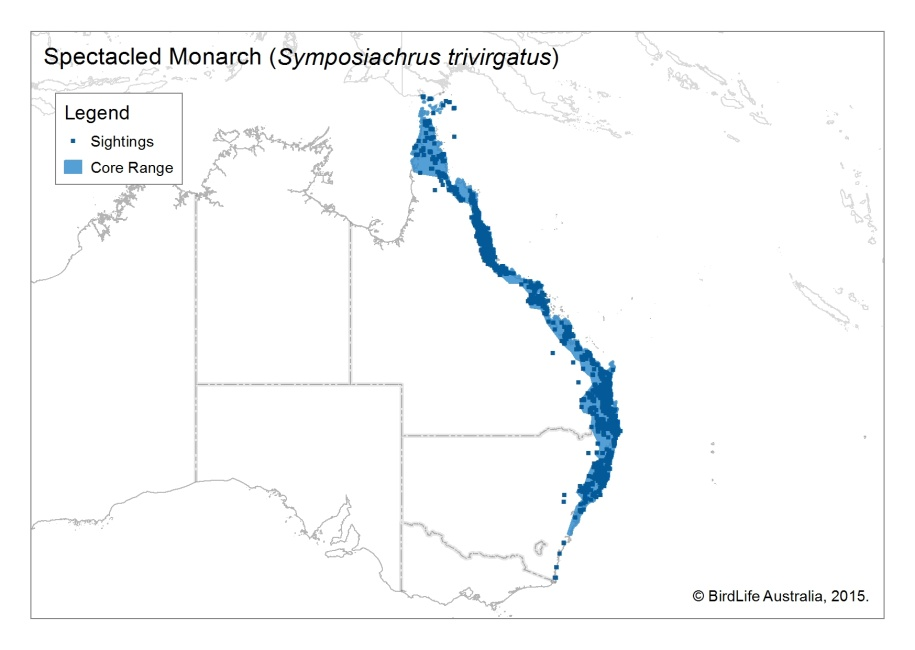 Spectacled Monarch (Symposiachrus trivirgatus)
Legend
Sightings
Core Range
© BirdLife Australia, 2015.